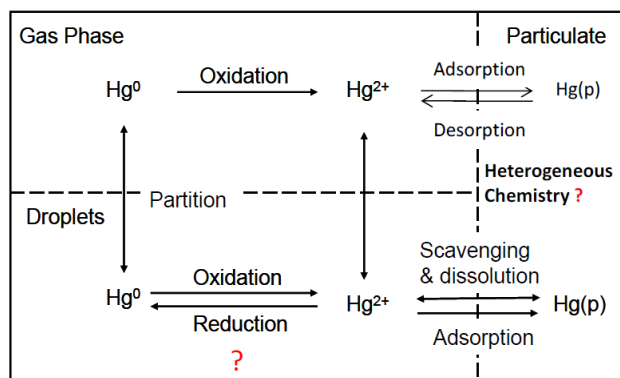 Gas Phase
Particulate
Oxidation
Adsorption
Hg⁰
Hg²⁺
Hg(p)
Desorption
Heterogeneous
Chemistry ?
Partition
Droplets
Scavenging
& dissolution
Oxidation
Hg⁰
Hg²⁺
Hg(p)
Reduction
Adsorption
?